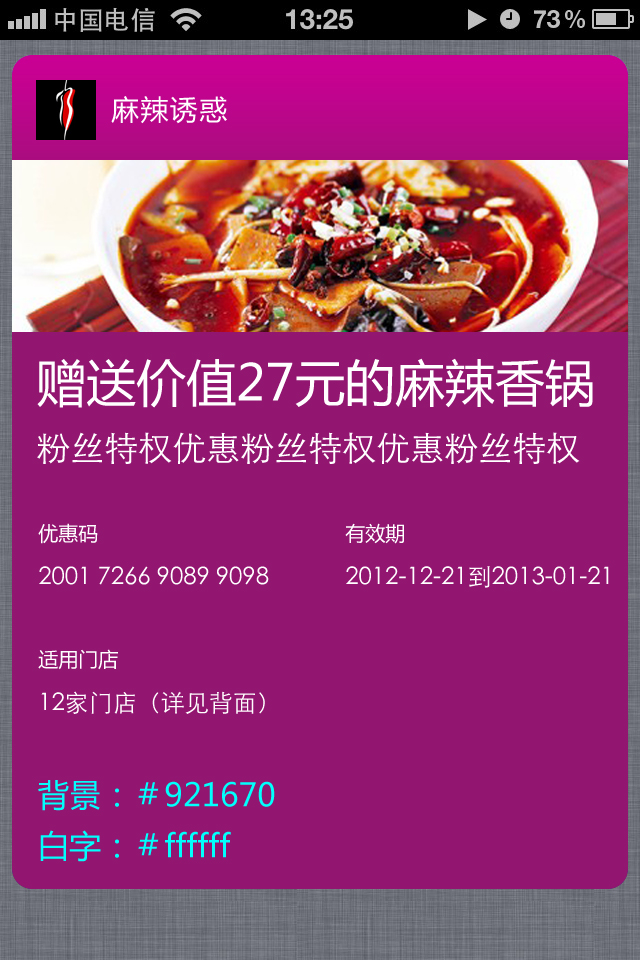 中国电信 13:25 73%
麻辣诱惑
赠送价值27元的麻辣香锅
粉丝特权优惠粉丝特权优惠粉丝特权
优惠码 有效期
2001 7266 9089 9098 2012-12-21到2013-01-21
适用门店
12家门店（详见背面）
背景：#921670
白字：#ffffff